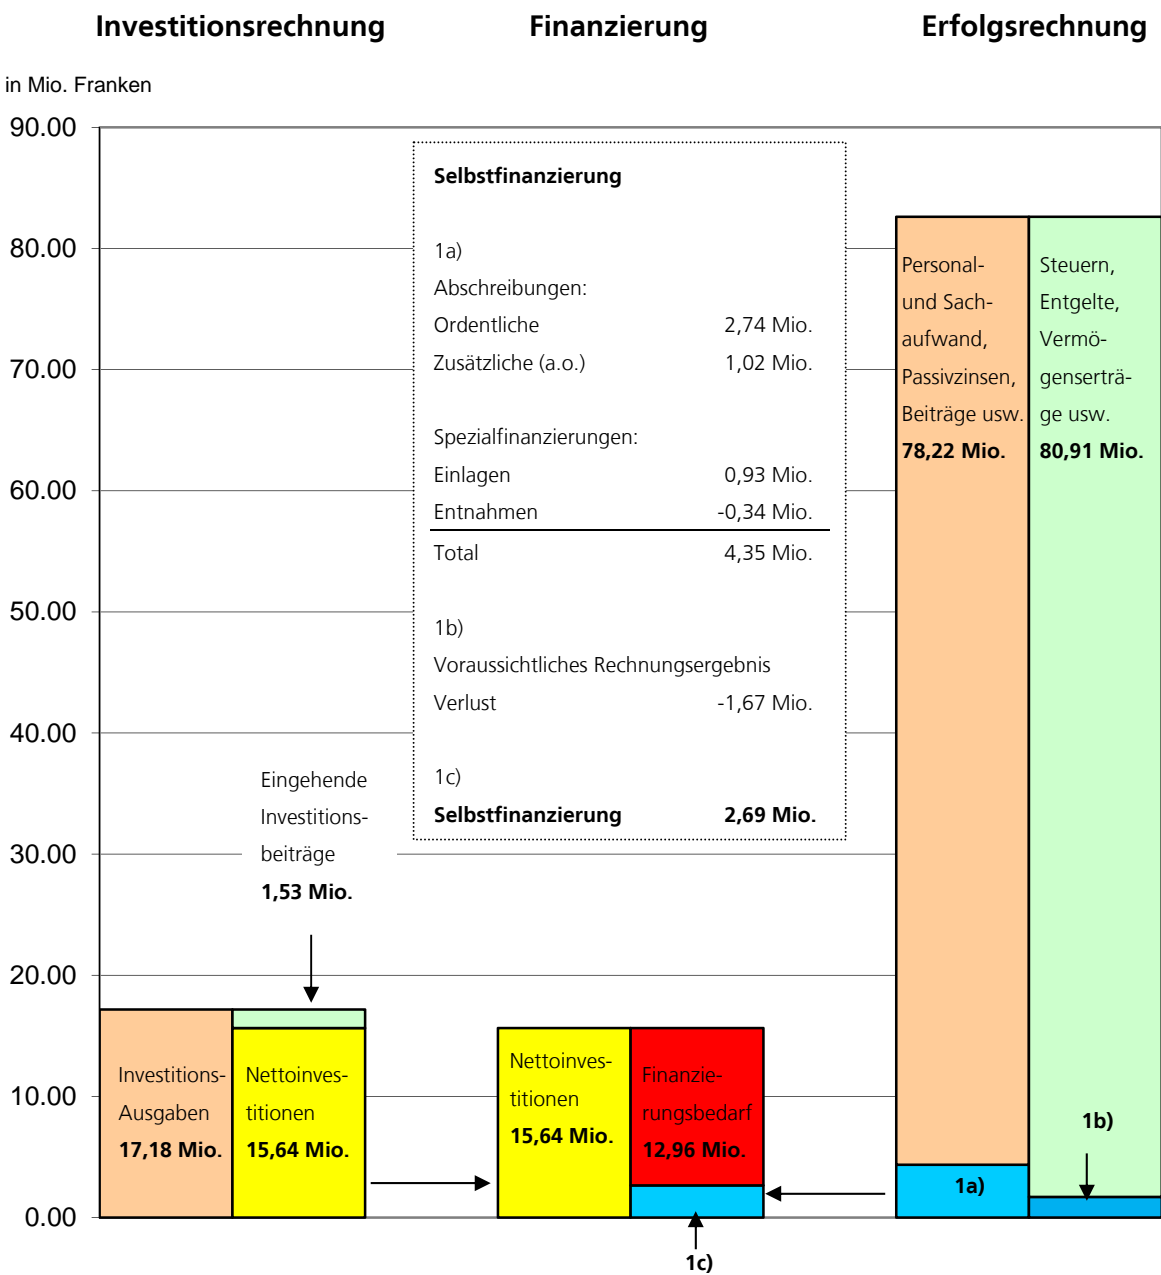 Investitionsrechnung Finanzierung Erfolgsrechnung
in Mio. Franken
90.00
80.00
70.00
60.00
50.00
40.00
30.00
20.00
10.00
0.00
Selbstfinanzierung
1a)
Abschreibungen:
Ordentliche 2,74 Mio.
Zusätzliche (a.o.) 1,02 Mio.
Spezialfinanzierungen:
Einlagen 0,93 Mio.
Entnahmen -0,34 Mio.
Total 4,35 Mio.
1b)
Voraussichtliches Rechnungsergebnis
Verlust -1,67 Mio.
1c)
Selbstfinanzierung 2,69 Mio.
Personal-
und Sach-
aufwand,
Passivzinsen,
Beiträge usw.
78,22 Mio.
Steuern,
Entgelte,
Vermö-
genserträ-
ge usw.
80,91 Mio.
Eingehende
Investitions-
beiträge
1,53 Mio.
Investitions-
Ausgaben
17,18 Mio.
Nettoinves-
titionen
15,64 Mio.
Nettoinves-
titionen
15,64 Mio.
Finanzie-
rungsbedarf
12,96 Mio.
1a)
1b)
1c)